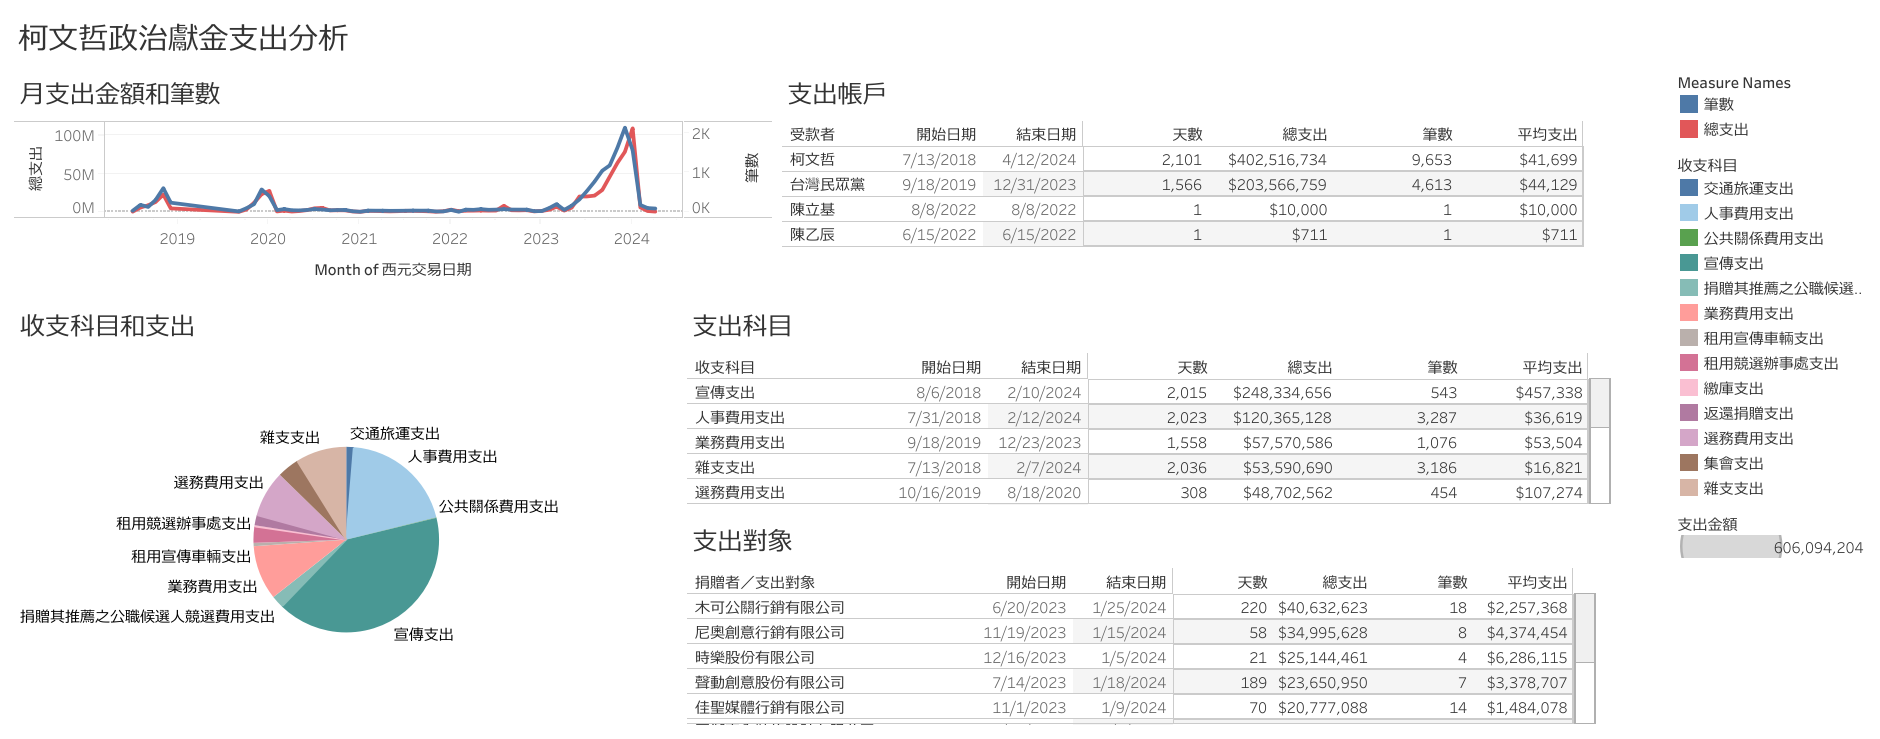 柯文哲政治獻金支出分析
月支出金額和筆數
總支出
100M
50M
0M
2K
1K
0K
筆數
2019 2020 2021 2022 2023 2024
Month of 西元交易日期
支出帳戶
受款者 開始日期 結束日期 天數 總支出 筆數 平均支出
柯文哲 7/13/2018 4/12/2024 2,101 $402,516,734 9,653 $41,699
台灣民眾黨 9/18/2019 12/31/2023 1,566 $203,566,759 4,613 $44,129
陳立基 8/8/2022 8/8/2022 1 $10,000 1 $10,000
陳乙辰 6/15/2022 6/15/2022 1 $711 1 $711
收支科目和支出
雜支支出
交通旅運支出
人事費用支出
選務費用支出
公共關係費用支出
租用競選辦事處支出
租用宣傳車輛支出
業務費用支出
捐贈其推薦之公職候選人競選費用支出
宣傳支出
支出科目
收支科目 開始日期 結束日期 天數 總支出 筆數 平均支出
宣傳支出 8/6/2018 2/10/2024 2,015 $248,334,656 543 $457,338
人事費用支出 7/31/2018 2/12/2024 2,023 $120,365,128 3,287 $36,619
業務費用支出 9/18/2019 12/23/2023 1,558 $57,570,586 1,076 $53,504
雜支支出 7/13/2018 2/7/2024 2,036 $53,590,690 3,186 $16,821
選務費用支出 10/16/2019 8/18/2020 308 $48,702,562 454 $107,274
支出對象
捐贈者／支出對象 開始日期 結束日期 天數 總支出 筆數 平均支出
木可公關行銷有限公司 6/20/2023 1/25/2024 220 $40,632,623 18 $2,257,368
尼奧創意行銷有限公司 11/19/2023 1/15/2024 58 $34,995,628 8 $4,374,454
時樂股份有限公司 12/16/2023 1/5/2024 21 $25,144,461 4 $6,286,115
聲動創意股份有限公司 7/14/2023 1/18/2024 189 $23,650,950 7 $3,378,707
佳聖媒體行銷有限公司 11/1/2023 1/9/2024 70 $20,777,088 14 $1,484,078
Measure Names
筆數
總支出
收支科目
交通旅運支出
人事費用支出
公共關係費用支出
宣傳支出
捐贈其推薦之公職候選..
業務費用支出
租用宣傳車輛支出
租用競選辦事處支出
繳庫支出
返還捐贈支出
選務費用支出
集會支出
雜支支出
支出金額
606,094,204